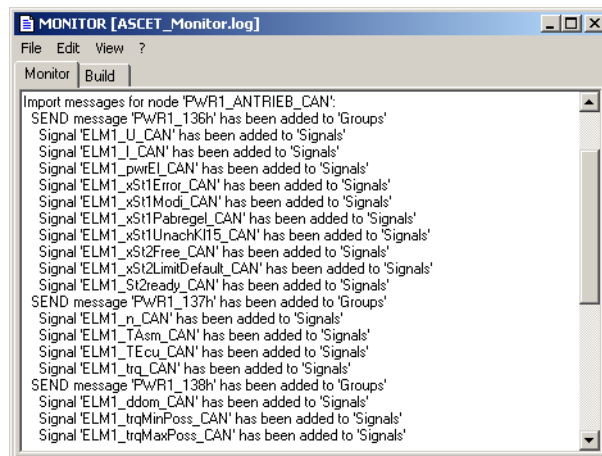 MONITOR [ASCET_Monitor.log]
File Edit View ?
Monitor Build
Import messages for node 'PWR1_ANTRIEB_CAN':
SEND message 'PWR1_136h' has been added to 'Groups'
Signal 'ELM1_U_CAN' has been added to 'Signals'
Signal 'ELM1_I_CAN' has been added to 'Signals'
Signal 'ELM1_pwrEl_CAN' has been added to 'Signals'
Signal 'ELM1_xSt1Error_CAN' has been added to 'Signals'
Signal 'ELM1_xSt1Modi_CAN' has been added to 'Signals'
Signal 'ELM1_xSt1Pabregel_CAN' has been added to 'Signals'
Signal 'ELM1_xSt1UnachKl15_CAN' has been added to 'Signals'
Signal 'ELM1_xSt2Free_CAN' has been added to 'Signals'
Signal 'ELM1_xSt2LimitDefault_CAN' has been added to 'Signals'
Signal 'ELM1_St2ready_CAN' has been added to 'Signals'
SEND message 'PWR1_137h' has been added to 'Groups'
Signal 'ELM1_n_CAN' has been added to 'Signals'
Signal 'ELM1_TAsm_CAN' has been added to 'Signals'
Signal 'ELM1_TEcu_CAN' has been added to 'Signals'
Signal 'ELM1_trq_CAN' has been added to 'Signals'
SEND message 'PWR1_138h' has been added to 'Groups'
Signal 'ELM1_ddom_CAN' has been added to 'Signals'
Signal 'ELM1_trqMinPoss_CAN' has been added to 'Signals'
Signal 'ELM1_trqMaxPoss_CAN' has been added to 'Signals'